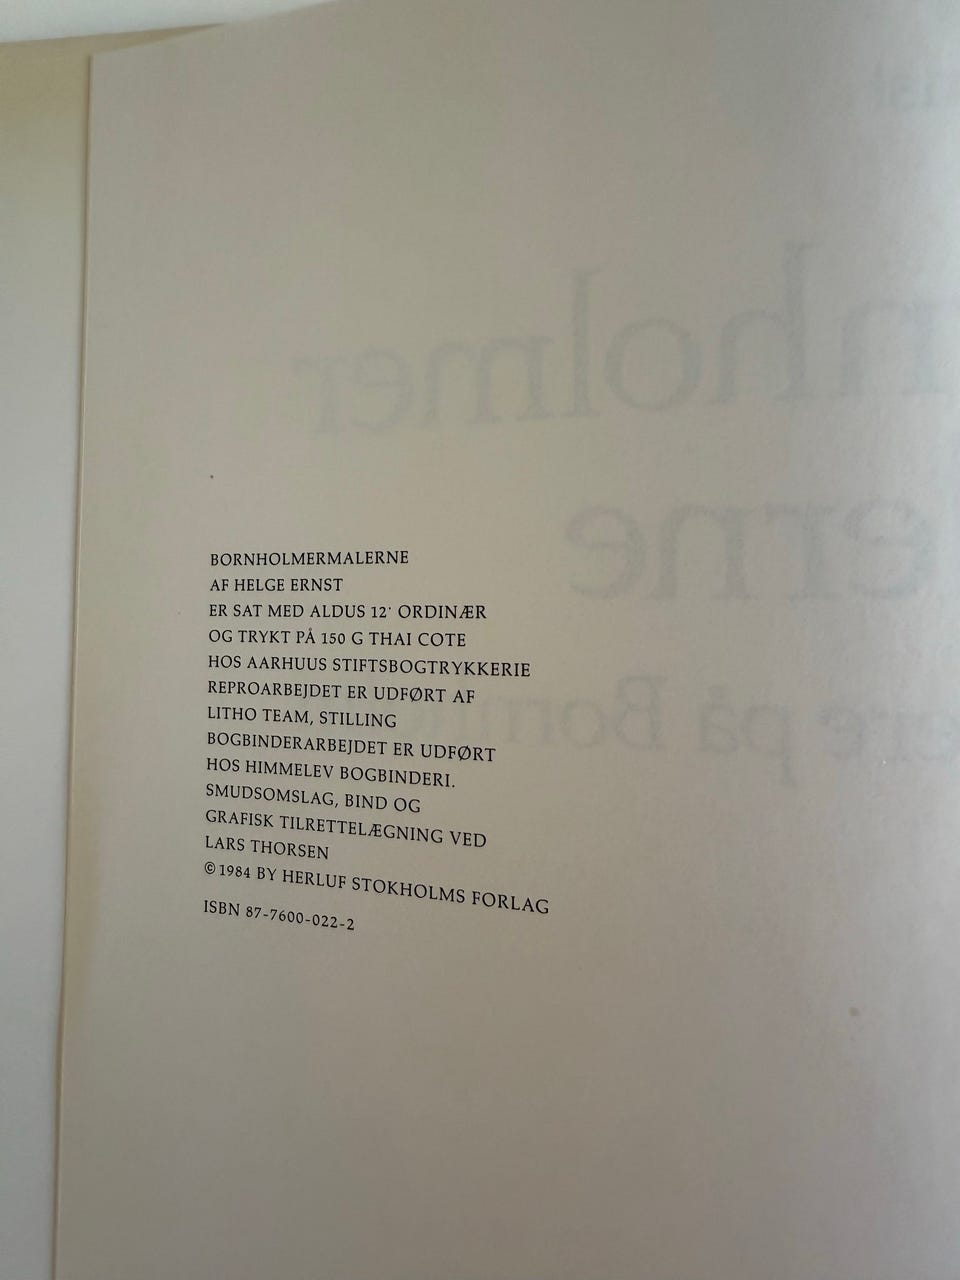 BORNHOLMERMALERNE
AF HELGE ERNST
ER SAT MED ALDUS 12· ORDINÆR
OG TRYKT PÅ 150 G THAI COTE
HOS AARHUUS STIFTSBOGTRYKKERIE
REPROARBEJDET ER UDFØRT AF
LITHO TEAM, STILLING
BOGBINDERARBEJDET ER UDFØRT
HOS HIMMELEV BOGBINDERI.
SMUDSOMSLAG, BIND OG
GRAFISK TILRETTELÆGNING VED
LARS THORSEN
© 1984 BY HERLUF STOKHOLMS FORLAG
ISBN 87-7600-022-2